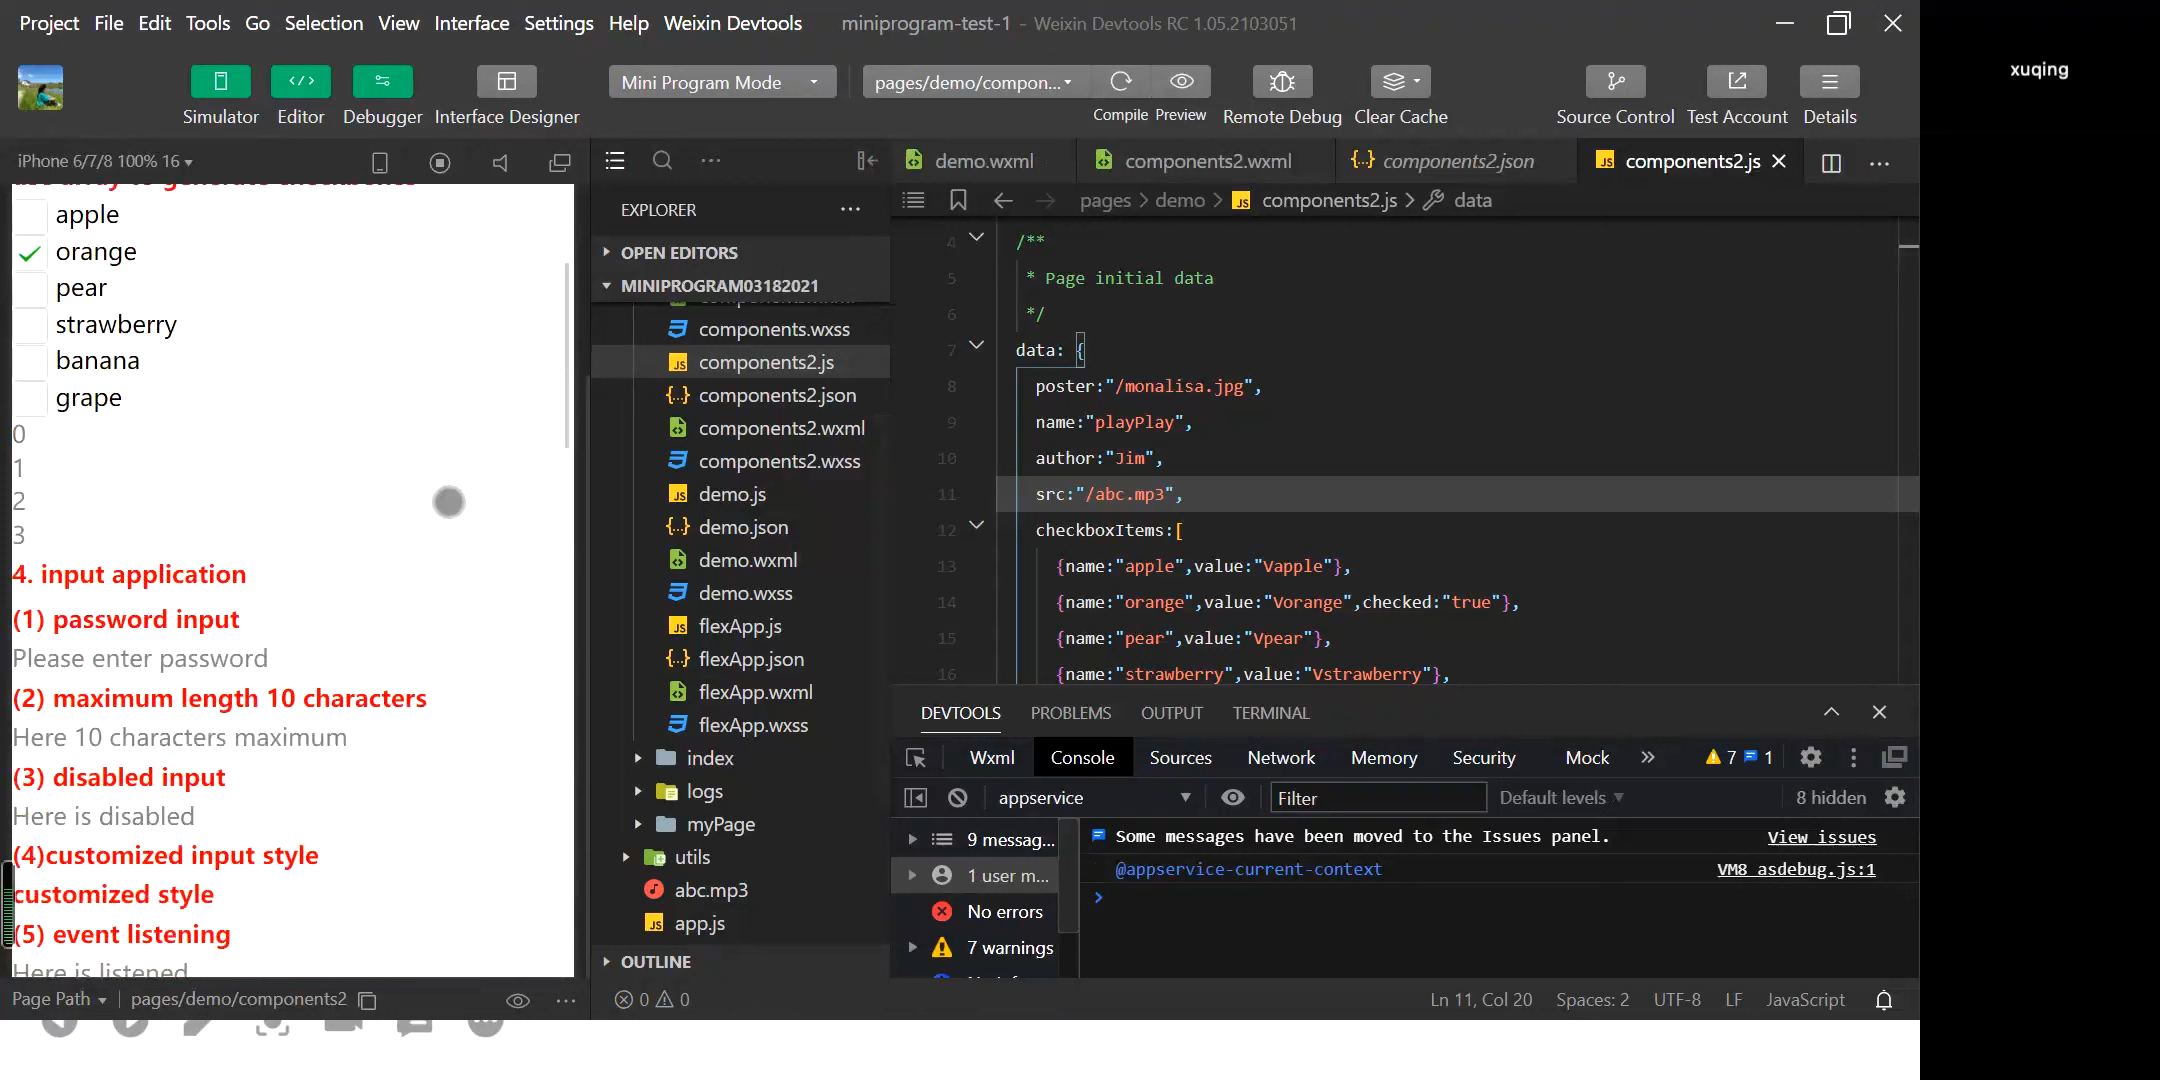 Project File Edit Tools Go Selection View Interface Settings Help Weixin Devtools miniprogram-test-1 - Weixin Devtools RC 1.05.2103051
xuqing
Mini Program Mode
pages/demo/compon...
Simulator
Editor
Debugger
Interface Designer
Compile
Preview
Remote Debug
Clear Cache
Source Control
Test Account
Details
iPhone 6/7/8 100% 16
apple
orange
pear
strawberry
banana
grape
0
1
2
3
4. input application
(1) password input
Please enter password
(2) maximum length 10 characters
Here 10 characters maximum
(3) disabled input
Here is disabled
(4)customized input style
customized style
(5) event listening
Here is listened
Page Path
pages/demo/components2
EXPLORER
OPEN EDITORS
MINIPROGRAM03182021
components.wxss
components2.js
components2.json
components2.wxml
components2.wxss
demo.js
demo.json
demo.wxml
demo.wxss
flexApp.js
flexApp.json
flexApp.wxml
flexApp.wxss
index
logs
myPage
utils
abc.mp3
app.js
OUTLINE
0 0
demo.wxml
components2.wxml
components2.json
components2.js
pages > demo > components2.js > data
4 /**
5 * Page initial data
6 */
7 data: {
8 poster:"/monalisa.jpg",
9 name:"playPlay",
10 author:"Jim",
11 src:"/abc.mp3",
12 checkboxItems:[
13 {name:"apple",value:"Vapple"},
14 {name:"orange",value:"Vorange",checked:"true"},
15 {name:"pear",value:"Vpear"},
16 {name:"strawberry",value:"Vstrawberry"},
DEVTOOLS PROBLEMS OUTPUT TERMINAL
Wxml Console Sources Network Memory Security Mock 7 1
appservice
Filter
Default levels
8 hidden
9 messag...
1 user m...
No errors
7 warnings
Some messages have been moved to the Issues panel.
View issues
@appservice-current-context
VM8 asdebug.js:1
Ln 11, Col 20
Spaces: 2
UTF-8
LF
JavaScript